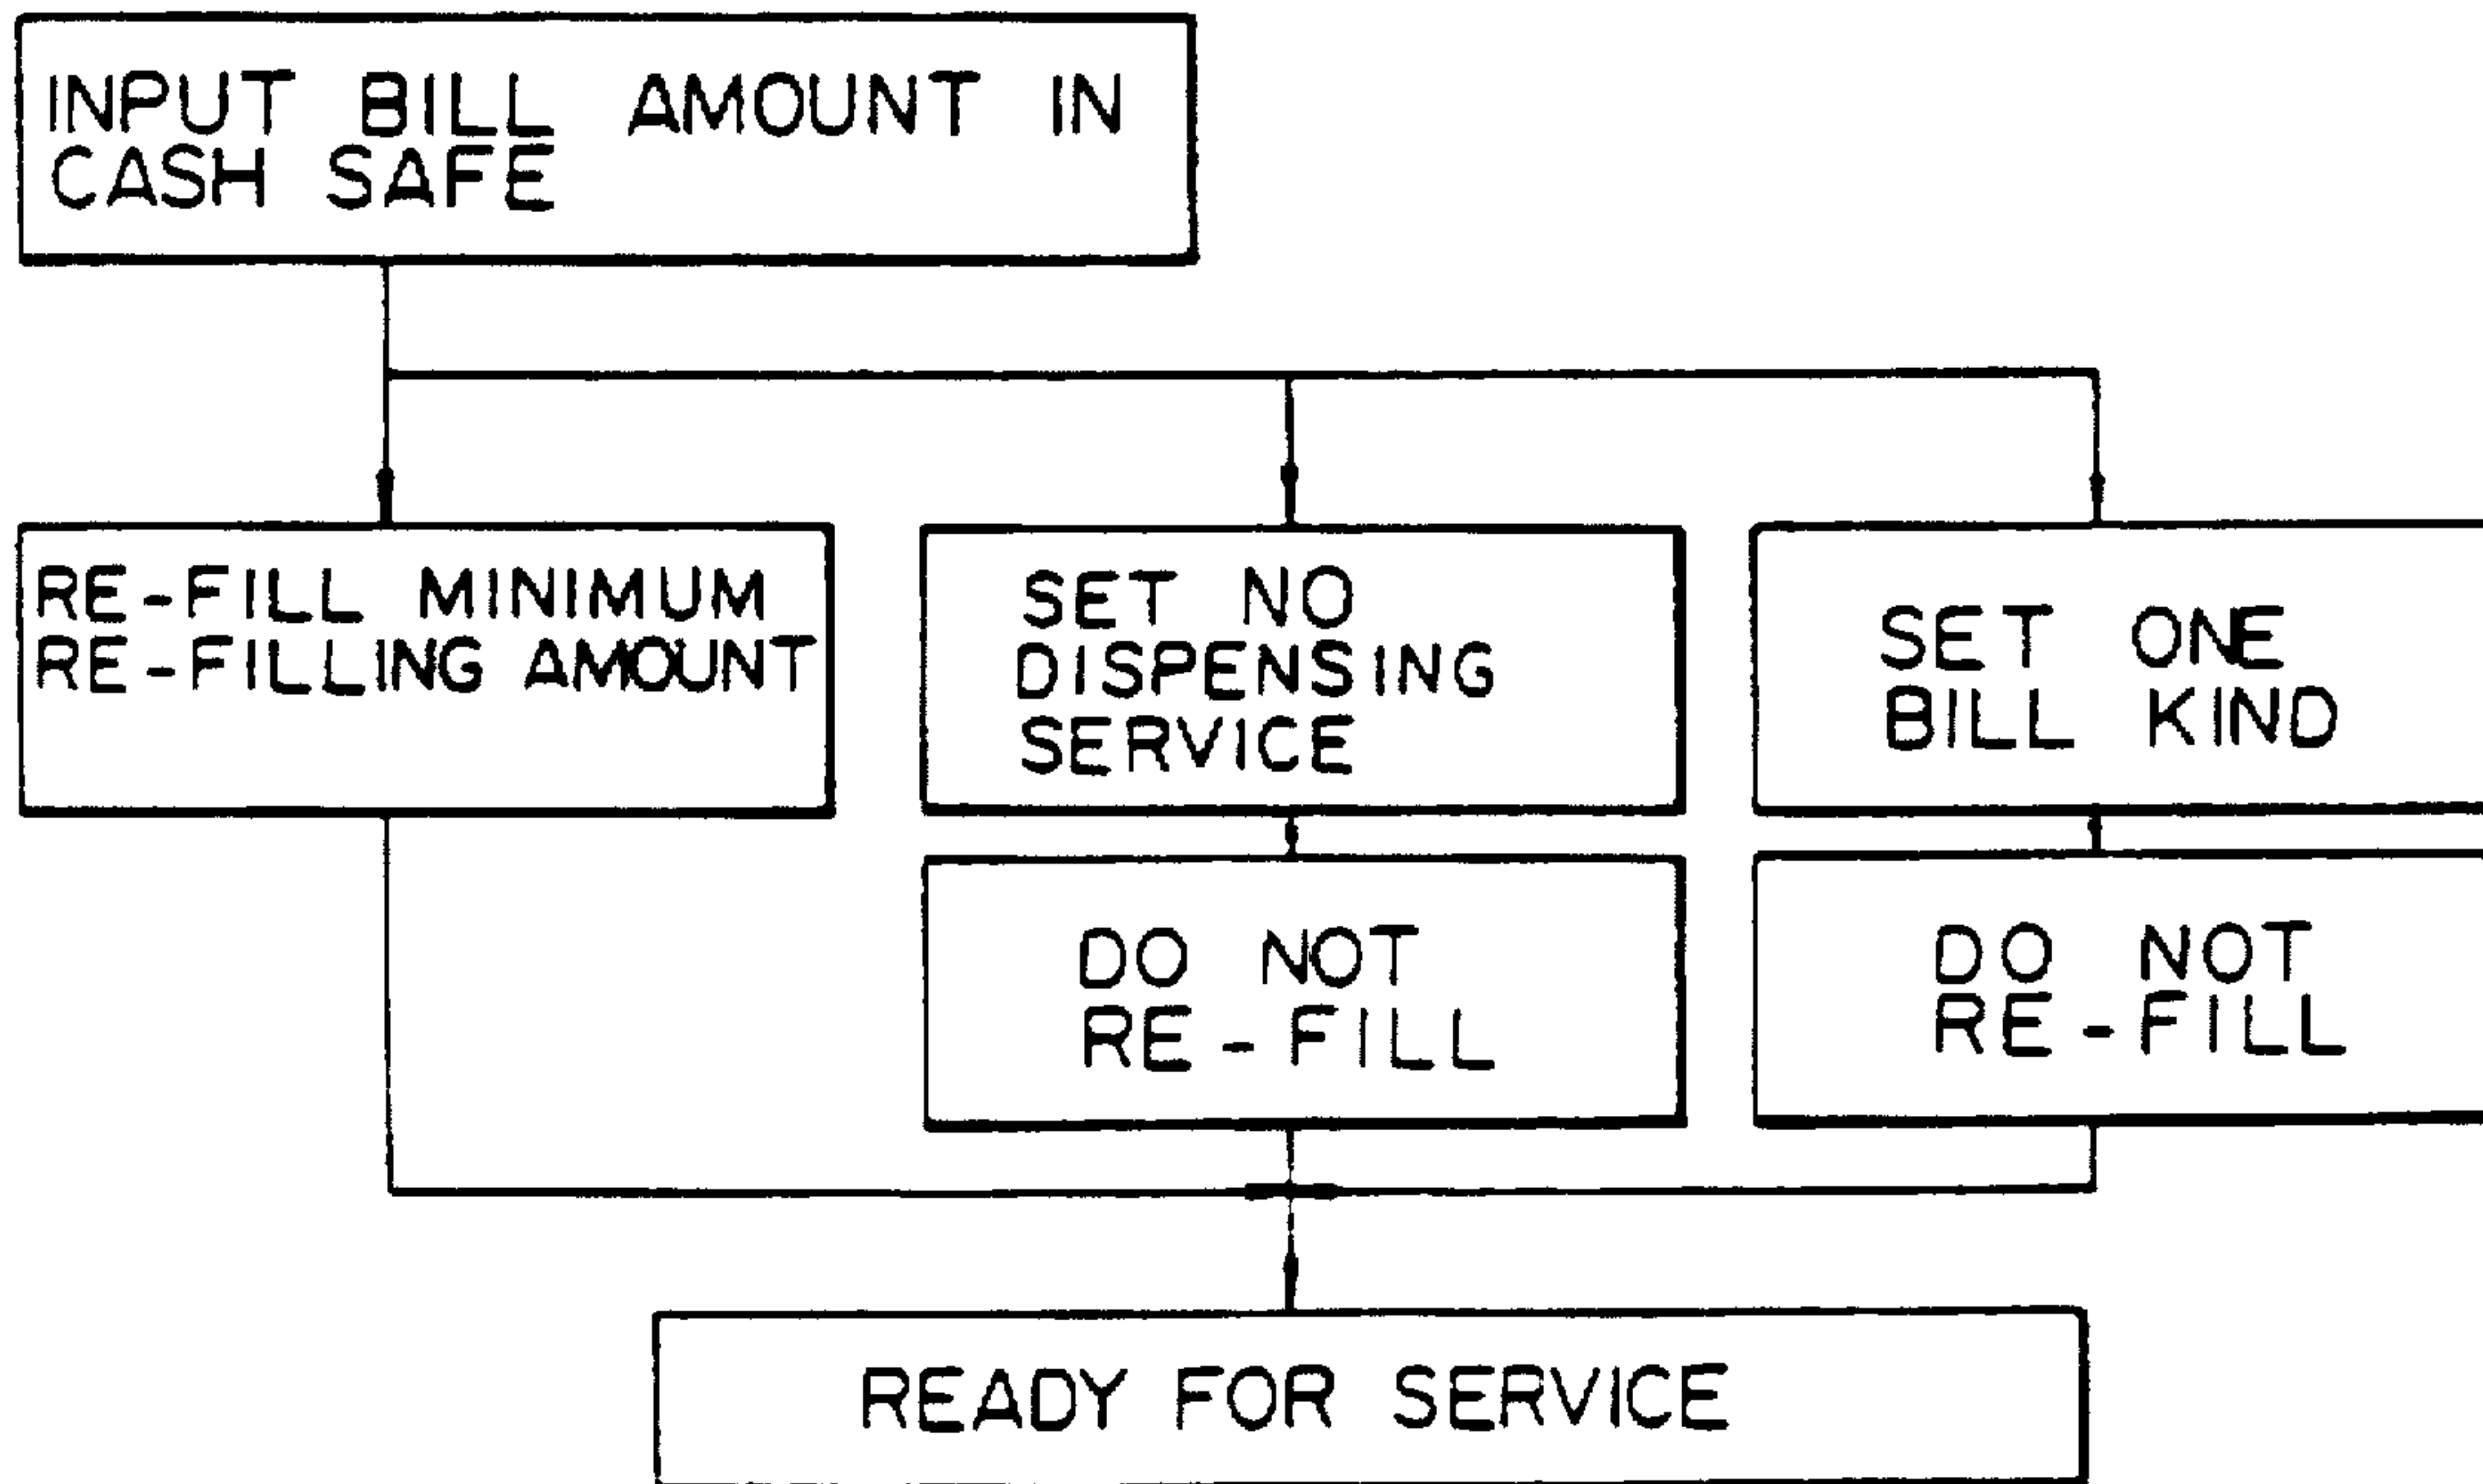 INPUT BILL AMOUNT IN
CASH SAFE
RE-FILL MINIMUM
RE-FILLING AMOUNT
SET NO
DISPENSING
SERVICE
SET ONE
BILL KIND
DO NOT
RE-FILL
DO NOT
RE-FILL
READY FOR SERVICE